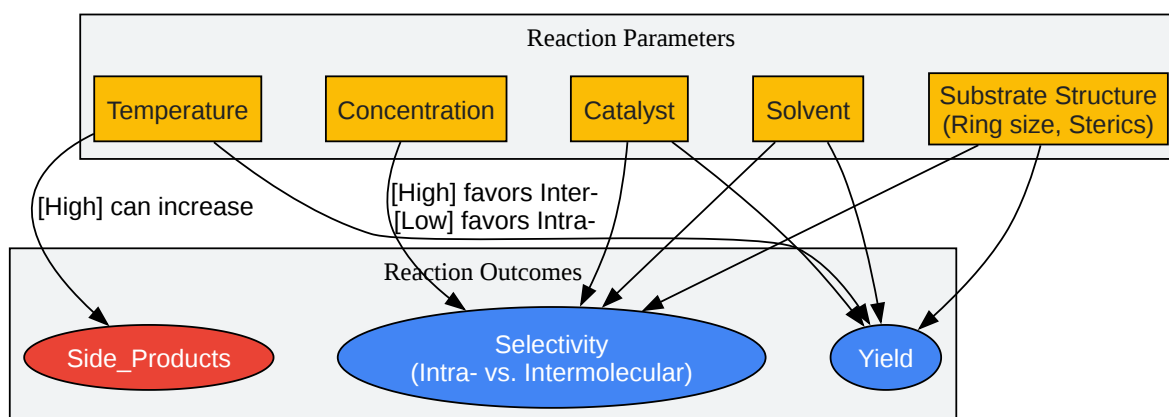 Reaction Parameters
Temperature
Concentration
Catalyst
Solvent
Substrate Structure
(Ring size, Sterics)
[High] can increase
[High] favors Inter-
[Low] favors Intra-
Reaction Outcomes
Side_Products
Selectivity
(Intra- vs. Intermolecular)
Yield